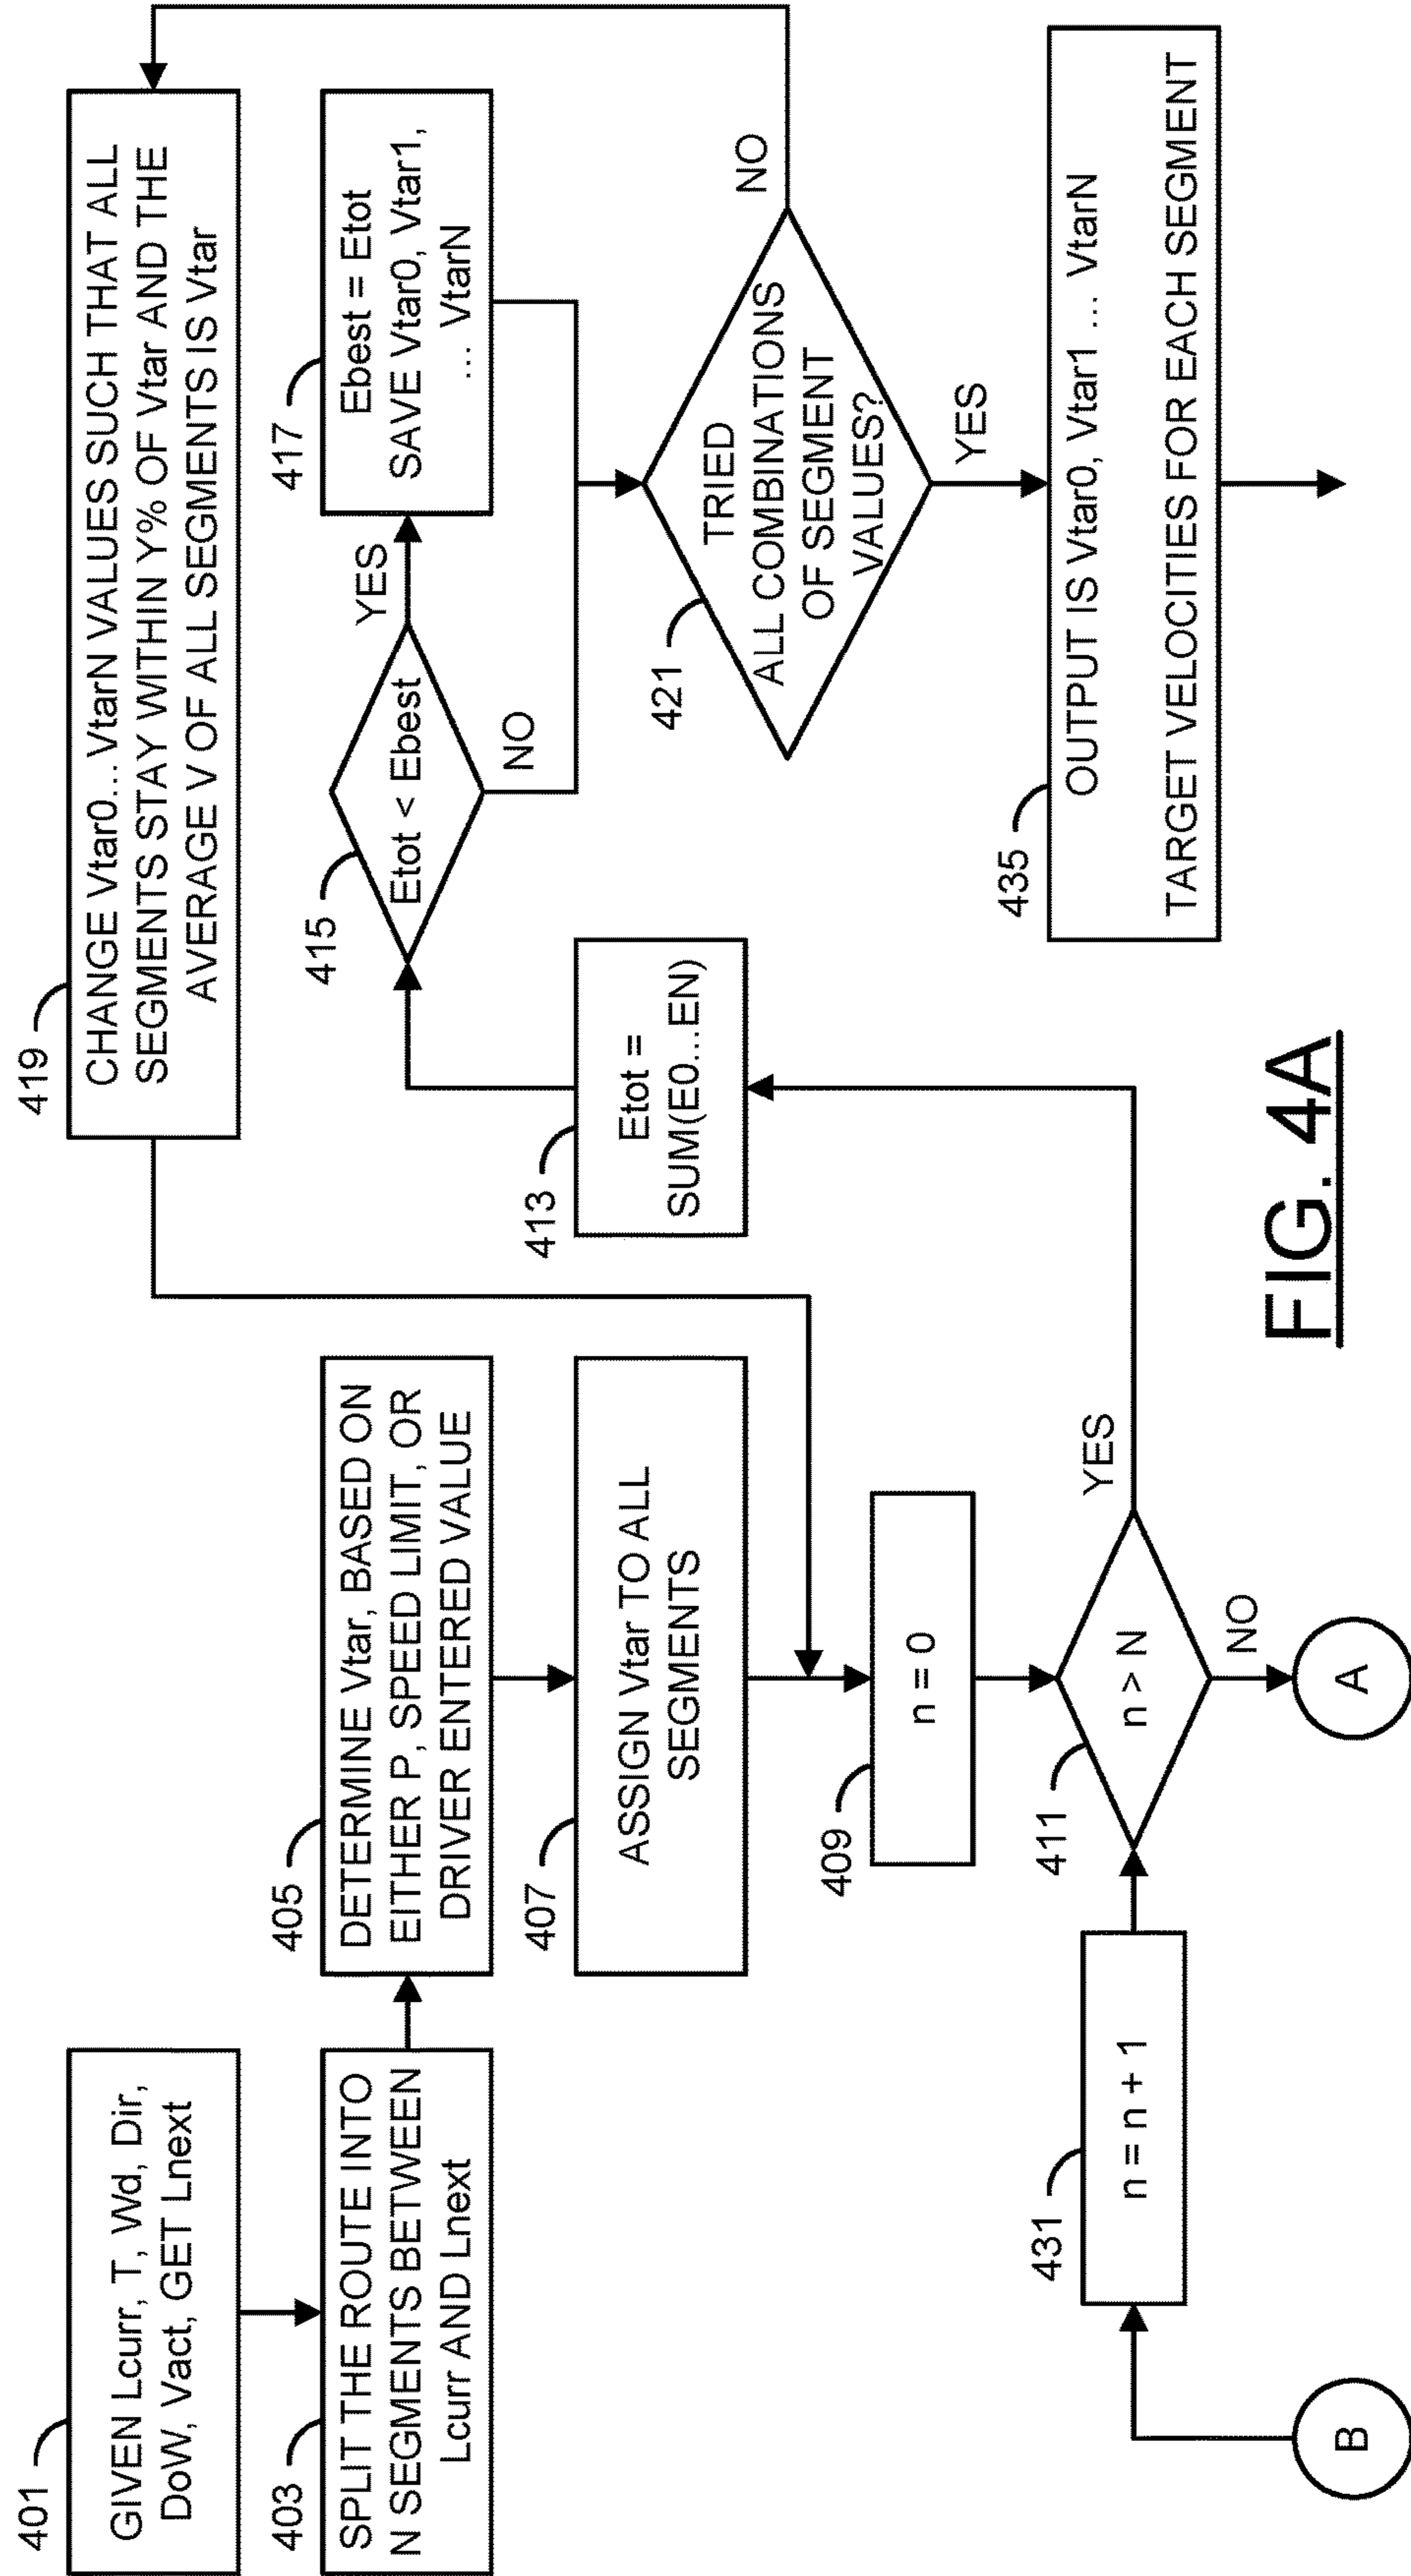 401
GIVEN Lcurr, T, Wd, Dir,
DoW, Vact, GET Lnext
403
SPLIT THE ROUTE INTO
N SEGMENTS BETWEEN
Lcurr AND Lnext
405
DETERMINE Vtar, BASED ON
EITHER P, SPEED LIMIT, OR
DRIVER ENTERED VALUE
407
ASSIGN Vtar TO ALL
SEGMENTS
409
n = 0
411
n > N
YES
NO
A
B
431
n = n + 1
413
Etot =
SUM(E0...EN)
415
Etot < Ebest
YES
NO
417
Ebest = Etot
SAVE Vtar0, Vtar1,
... VtarN
419
CHANGE Vtar0... VtarN VALUES SUCH THAT ALL
SEGMENTS STAY WITHIN Y% OF Vtar AND THE
AVERAGE V OF ALL SEGMENTS IS Vtar
421
TRIED
ALL COMBINATIONS
OF SEGMENT
VALUES?
NO
YES
435
OUTPUT IS Vtar0, Vtar1 ... VtarN
TARGET VELOCITIES FOR EACH SEGMENT
FIG. 4A